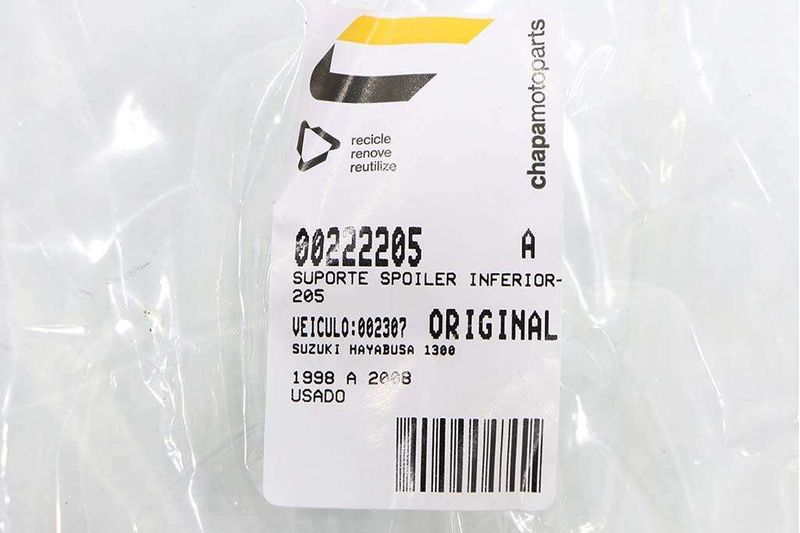 chapamotoparts
recicle
renove
reutilize
00222205 A
SUPORTE SPOILER INFERIOR-
205
VEICULO:002307 ORIGINAL
SUZUKI HAYABUSA 1300
1998 A 2008
USADO